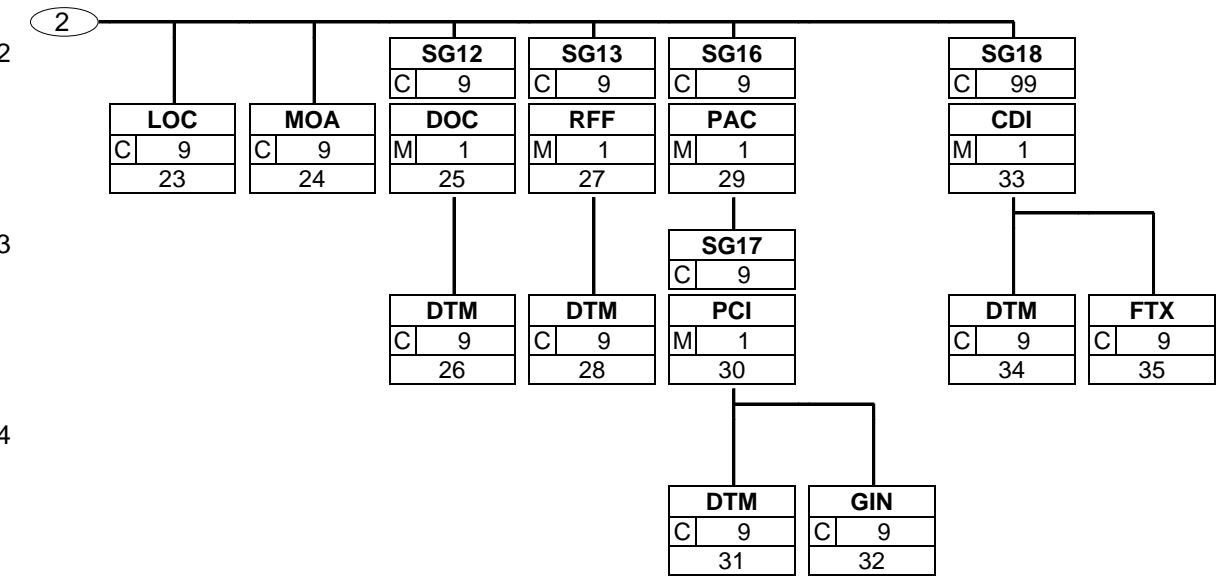 2
2
SG12 SG13 SG16 SG18
C 9 C 9 C 9 C 99
LOC MOA DOC RFF PAC CDI
C 9 C 9 M 1 M 1 M 1 M 1
23 24 25 27 29 33
3
SG17
C 9
DTM DTM PCI DTM FTX
C 9 C 9 M 1 C 9 C 9
26 28 30 34 35
4
DTM GIN
C 9 C 9
31 32